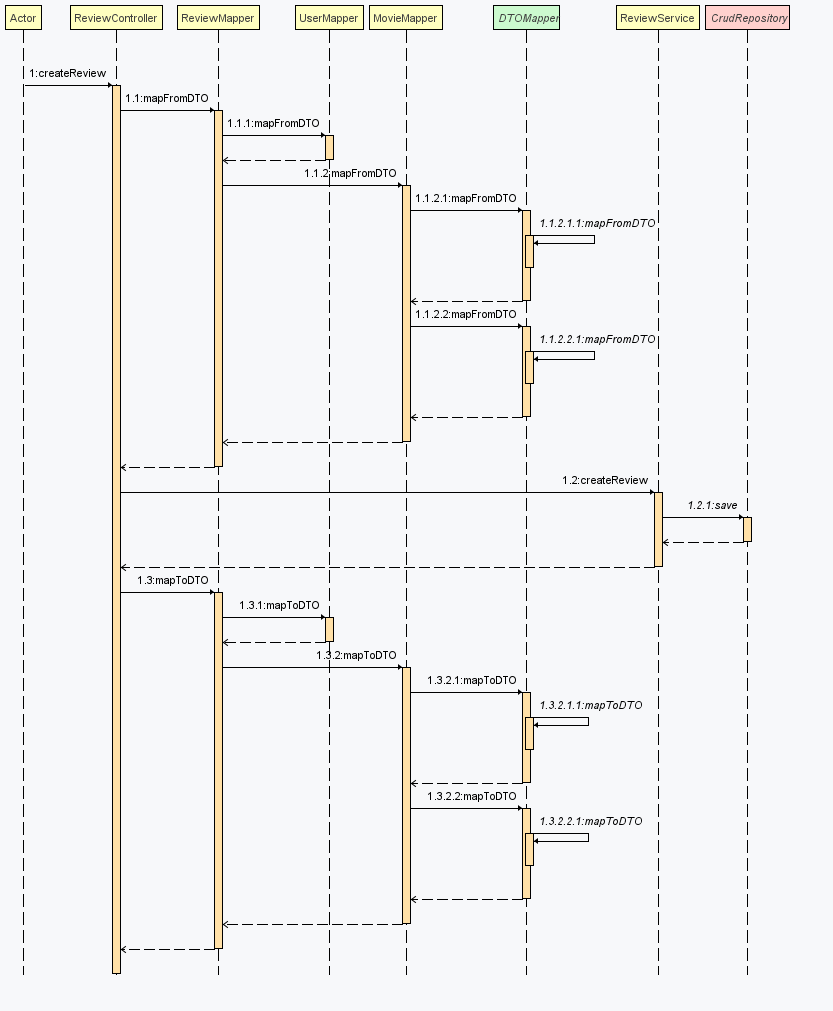 Actor
ReviewController
ReviewMapper
UserMapper
MovieMapper
DTOMapper
ReviewService
CrudRepository
1:createReview
1.1:mapFromDTO
1.1.1:mapFromDTO
1.1.2:mapFromDTO
1.1.2.1:mapFromDTO
1.1.2.1.1:mapFromDTO
1.1.2.2:mapFromDTO
1.1.2.2.1:mapFromDTO
1.2:createReview
1.2.1:save
1.3:mapToDTO
1.3.1:mapToDTO
1.3.2:mapToDTO
1.3.2.1:mapToDTO
1.3.2.1.1:mapToDTO
1.3.2.2:mapToDTO
1.3.2.2.1:mapToDTO